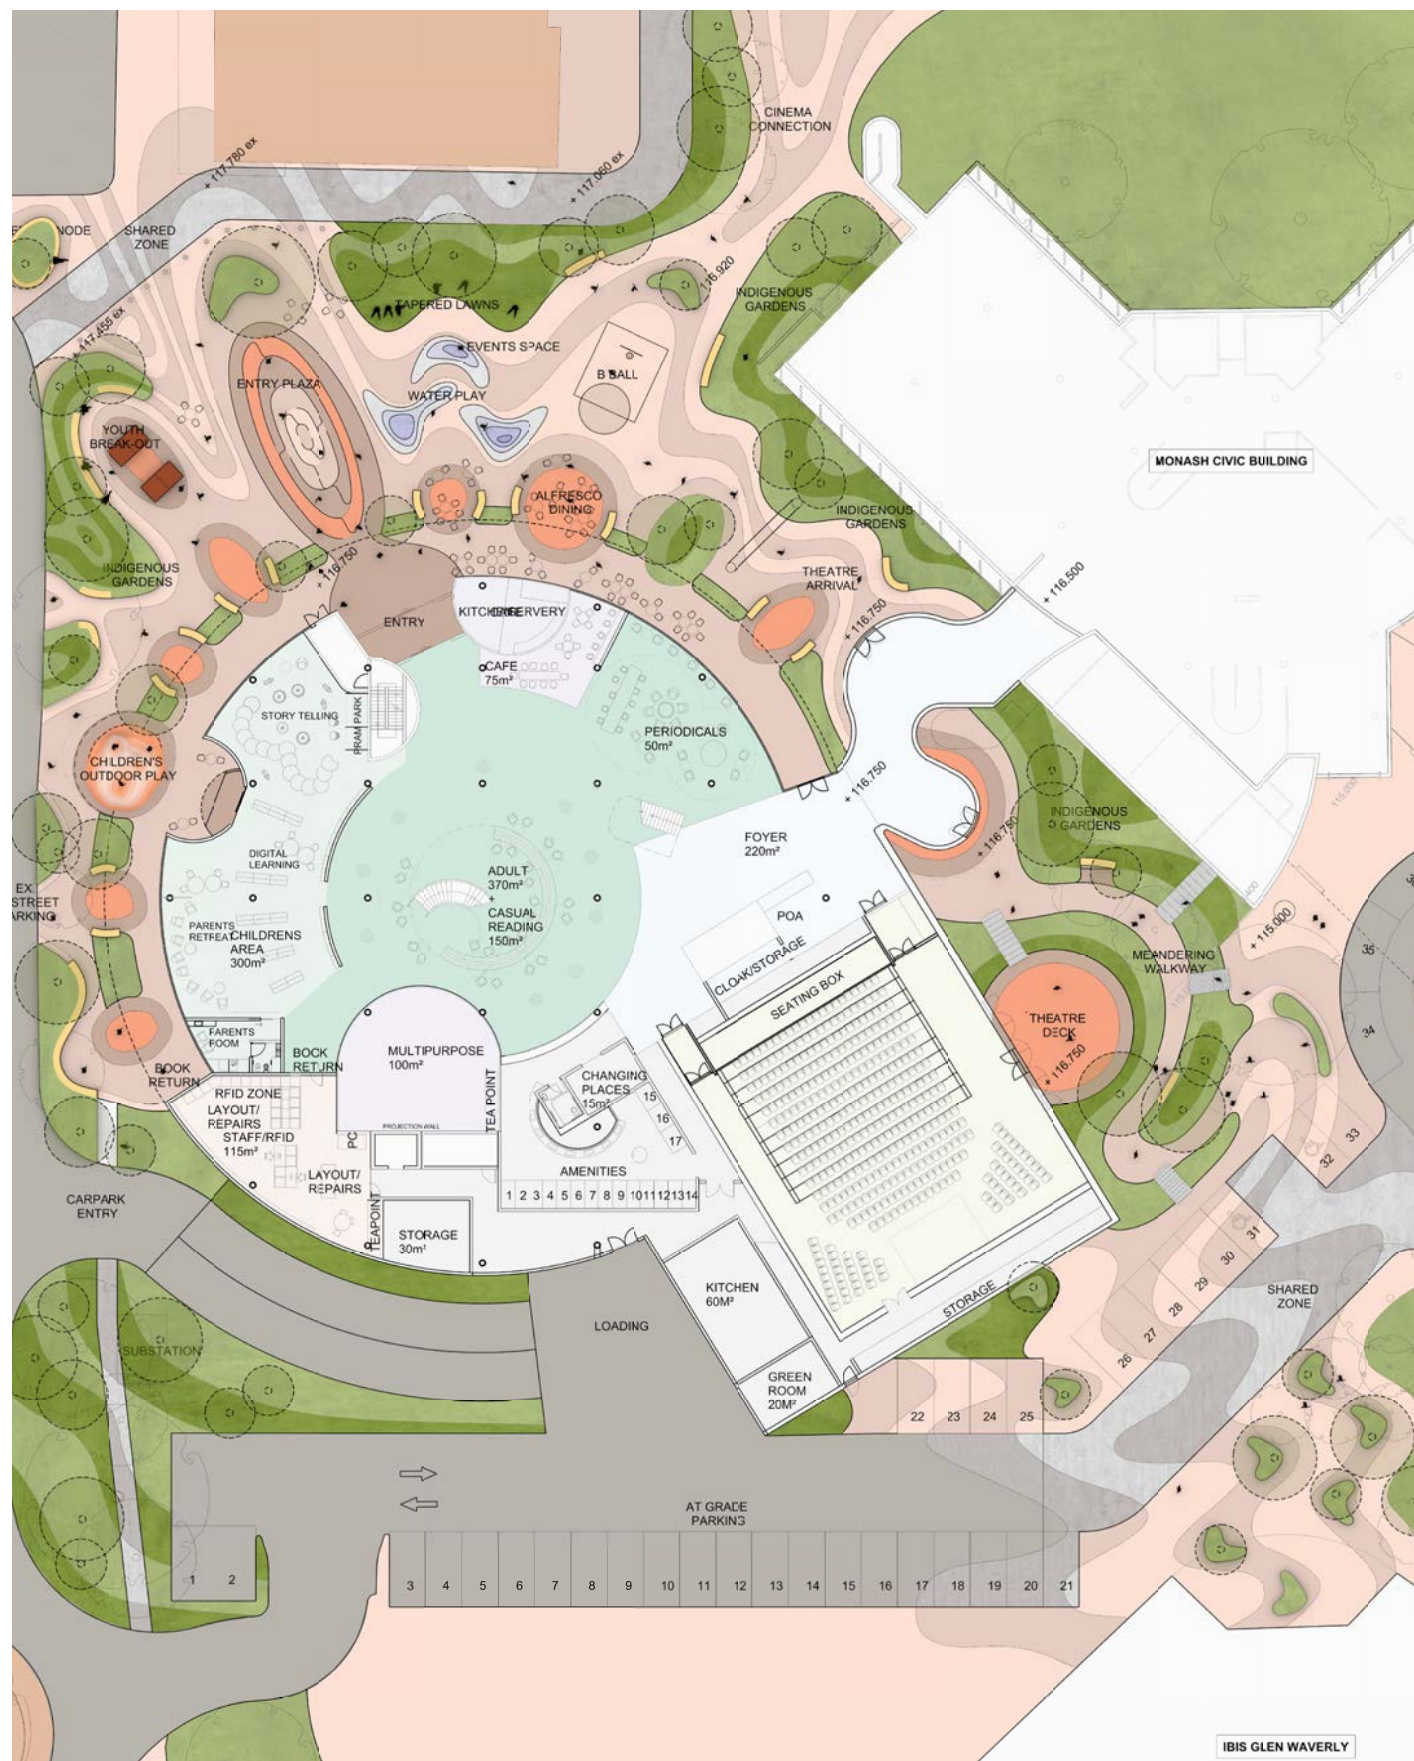 CINEMA
CONNECTION
+ 117.780 ex
+ 117.060 ex
NODE
SHARED
ZONE
116.920
INDIGENOUS
GARDENS
TAPERED LAWNS
+ 117.455 ex
EVENTS SPACE
B BALL
ENTRY PLAZA
WATER PLAY
YOUTH
BREAK-OUT
MONASH CIVIC BUILDING
ALFRESCO
DINING
INDIGENOUS
GARDENS
INDIGENOUS
GARDENS
+ 116.750
THEATRE
ARRIVAL
+ 116.500
+ 116.750
ENTRY
KITCHEN
SERVERY
CAFE
75m²
STORY TELLING
PRAM PARK
PERIODICALS
50m²
CHILDREN'S
OUTDOOR PLAY
+ 116.750
115.000
FOYER
220m²
+ 116.750
INDIGENOUS
GARDENS
DIGITAL
LEARNING
ADULT
370m²
+
CASUAL
READING
150m²
EX.
STREET
PARKING
PARENTS
RETREAT
CHILDRENS
AREA
300m²
POA
CLOAK/STORAGE
SEATING BOX
+ 115.000
MEANDERING
WALKWAY
35
34
33
32
THEATRE
DECK
+ 116.750
PARENTS
ROOM
BOCK
RETURN
BOOK
RETURN
MULTIPURPOSE
100m²
TEA POINT
CHANGING
PLACES
15m²
15
16
17
RFID ZONE
LAYOUT/
REPAIRS
STAFF/RFID
115m²
PC
PROJECTION WALL
LAYOUT/
REPAIRS
AMENITIES
1 2 3 4 5 6 7 8 9 10 11 12 13 14
CARPARK
ENTRY
TEAPOINT
STORAGE
30m²
KITCHEN
60M²
STORAGE
31
30
29
28
27
26
SHARED
ZONE
LOADING
SUBSTATION
GREEN
ROOM
20M²
22 23 24 25
AT GRADE
PARKING
1 2
3 4 5 6 7 8 9 10 11 12 13 14 15 16 17 18 19 20 21
IBIS GLEN WAVERLY